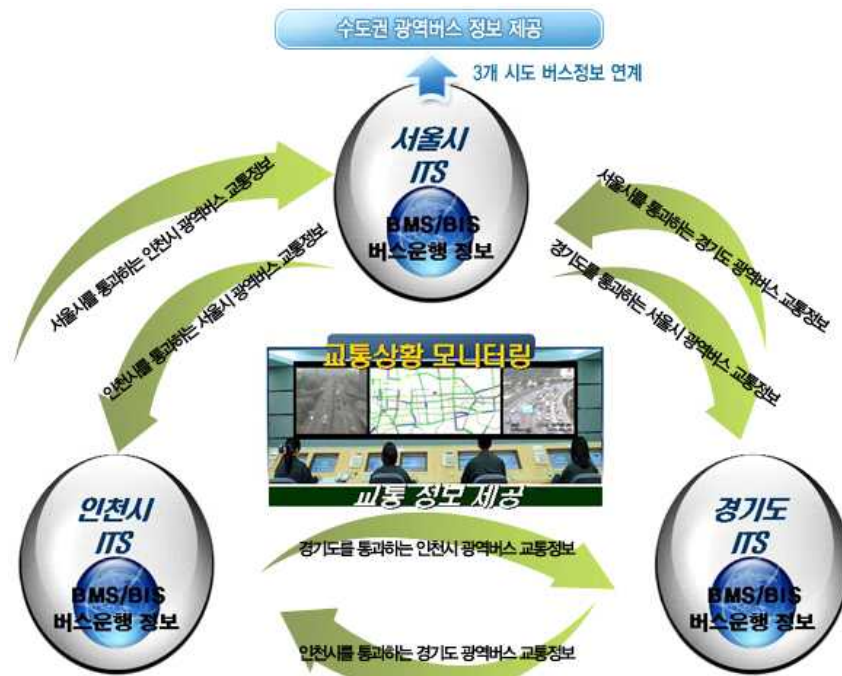 수도권 광역버스 정보 제공
3개 시도 버스정보 연계
서울시
ITS
BMS/BIS
버스운행 정보
서울시를 통과하는 인천시 광역버스 교통정보
인천시를 통과하는 서울시 광역버스 교통정보
서울시를 통과하는 경기도 광역버스 교통정보
경기도를 통과하는 서울시 광역버스 교통정보
교통상황 모니터링
교통 정보 제공
인천시
ITS
BMS/BIS
버스운행 정보
경기도
ITS
BMS/BIS
버스운행 정보
경기도를 통과하는 인천시 광역버스 교통정보
인천시를 통과하는 경기도 광역버스 교통정보